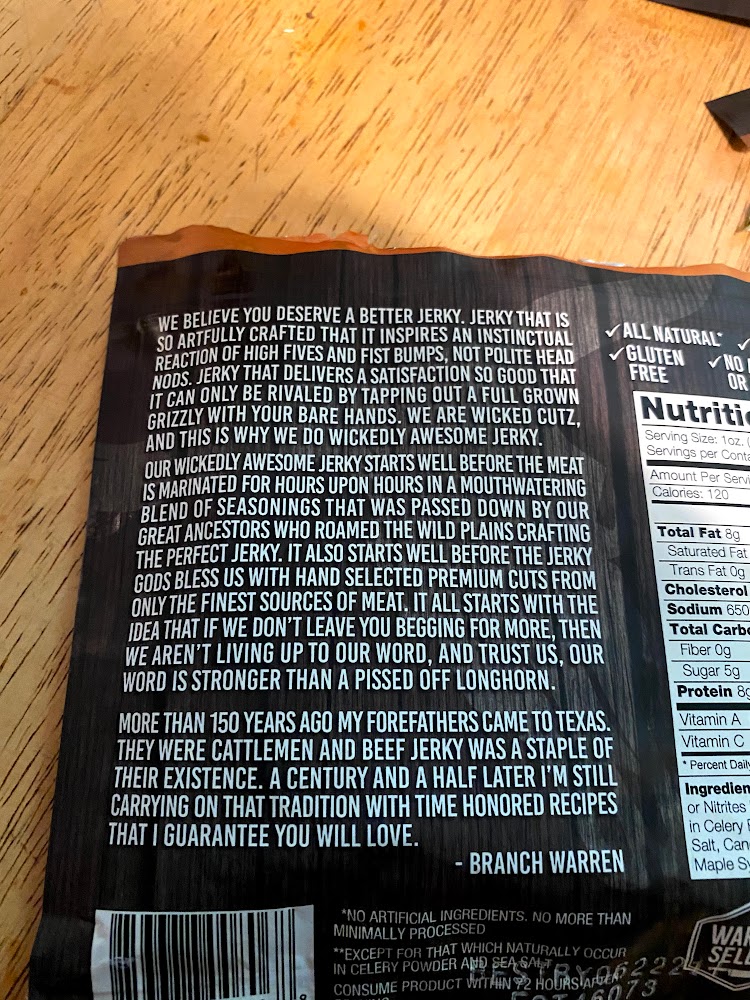 WE BELIEVE YOU DESERVE A BETTER JERKY. JERKY THAT IS
SO ARTFULLY CRAFTED THAT IT INSPIRES AN INSTINCTUAL
REACTION OF HIGH FIVES AND FIST BUMPS, NOT POLITE HEAD
NODS. JERKY THAT DELIVERS A SATISFACTION SO GOOD THAT
IT CAN ONLY BE RIVALED BY TAPPING OUT A FULL GROWN
GRIZZLY WITH YOUR BARE HANDS. WE ARE WICKED CUTZ,
AND THIS IS WHY WE DO WICKEDLY AWESOME JERKY.
OUR WICKEDLY AWESOME JERKY STARTS WELL BEFORE THE MEAT
IS MARINATED FOR HOURS UPON HOURS IN A MOUTHWATERING
BLEND OF SEASONINGS THAT WAS PASSED DOWN BY OUR
GREAT ANCESTORS WHO ROAMED THE WILD PLAINS CRAFTING
THE PERFECT JERKY. IT ALSO STARTS WELL BEFORE THE JERKY
GODS BLESS US WITH HAND SELECTED PREMIUM CUTS FROM
ONLY THE FINEST SOURCES OF MEAT. IT ALL STARTS WITH THE
IDEA THAT IF WE DON'T LEAVE YOU BEGGING FOR MORE, THEN
WE AREN'T LIVING UP TO OUR WORD, AND TRUST US, OUR
WORD IS STRONGER THAN A PISSED OFF LONGHORN.
MORE THAN 150 YEARS AGO MY FOREFATHERS CAME TO TEXAS.
THEY WERE CATTLEMEN AND BEEF JERKY WAS A STAPLE OF
THEIR EXISTENCE. A CENTURY AND A HALF LATER I'M STILL
CARRYING ON THAT TRADITION WITH TIME HONORED RECIPES
THAT I GUARANTEE YOU WILL LOVE.
- BRANCH WARREN
*NO ARTIFICIAL INGREDIENTS. NO MORE THAN
MINIMALLY PROCESSED
**EXCEPT FOR THAT WHICH NATURALLY OCCUR
IN CELERY POWDER AND SEA SALT
CONSUME PRODUCT WITHIN 72 HOURS AFTER
BEST BY 062224
✓ALL NATURAL*
✓GLUTEN
FREE
✓NO
OR
Nutriti
Serving Size: 1oz. (
Servings per Conta
Amount Per Servi
Calories: 120
Total Fat 8g
Saturated Fat
Trans Fat 0g
Cholesterol
Sodium 650
Total Carbo
Fiber 0g
Sugar 5g
Protein 8g
Vitamin A
Vitamin C
* Percent Daily
Ingredien
or Nitrites
in Celery
Salt, Can
Maple Sy